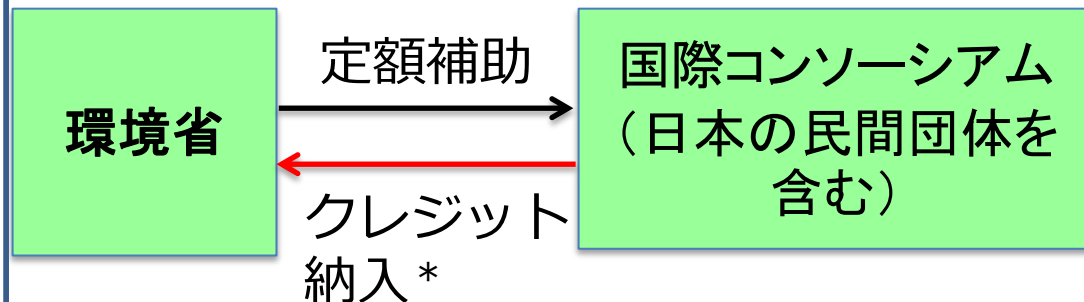 環境省
定額補助
クレジット
納入*
国際コンソーシアム
（日本の民間団体を
含む）